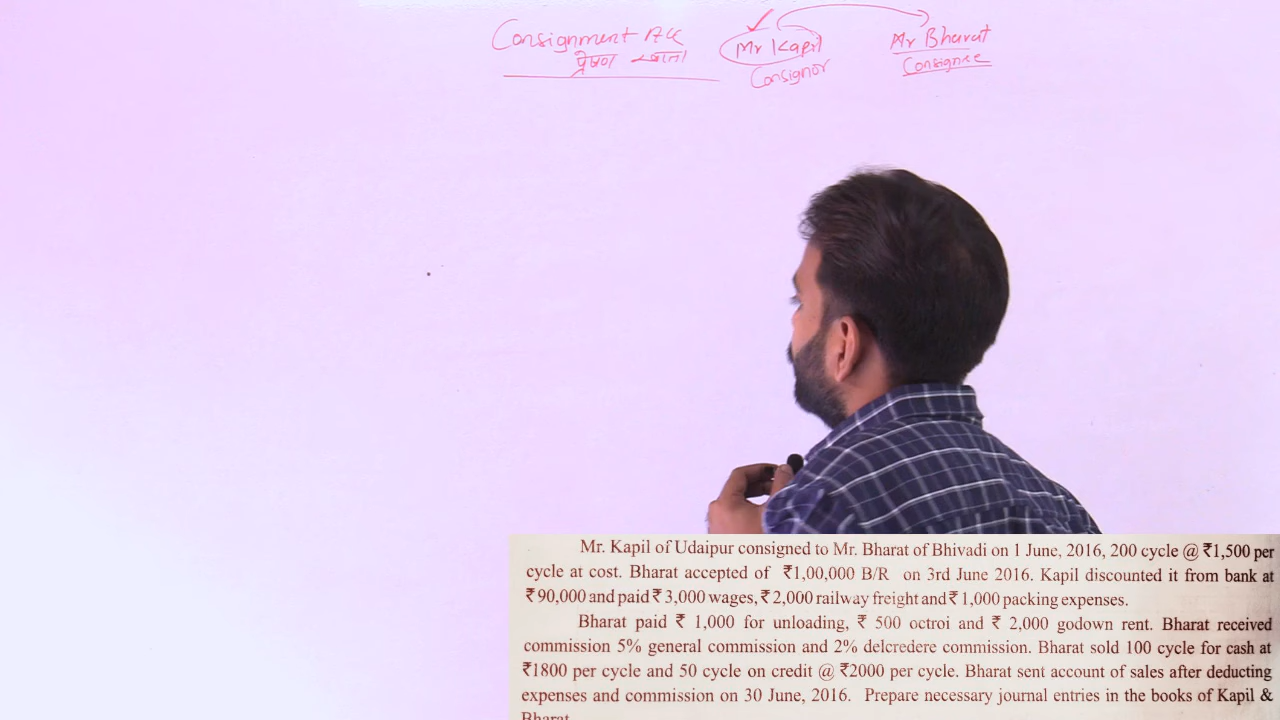 Consignment A/c
प्रेषण खाता
Mr Kapil
Consignor
Mr Bharat
Consignee
Mr. Kapil of Udaipur consigned to Mr. Bharat of Bhivadi on 1 June, 2016, 200 cycle @ ₹1,500 per
cycle at cost. Bharat accepted of ₹1,00,000 B/R on 3rd June 2016. Kapil discounted it from bank at
₹90,000 and paid ₹3,000 wages, ₹2,000 railway freight and ₹1,000 packing expenses.
Bharat paid ₹ 1,000 for unloading, ₹ 500 octroi and ₹ 2,000 godown rent. Bharat received
commission 5% general commission and 2% delcredere commission. Bharat sold 100 cycle for cash at
₹1800 per cycle and 50 cycle on credit @ ₹2000 per cycle. Bharat sent account of sales after deducting
expenses and commission on 30 June, 2016. Prepare necessary journal entries in the books of Kapil &
Bharat